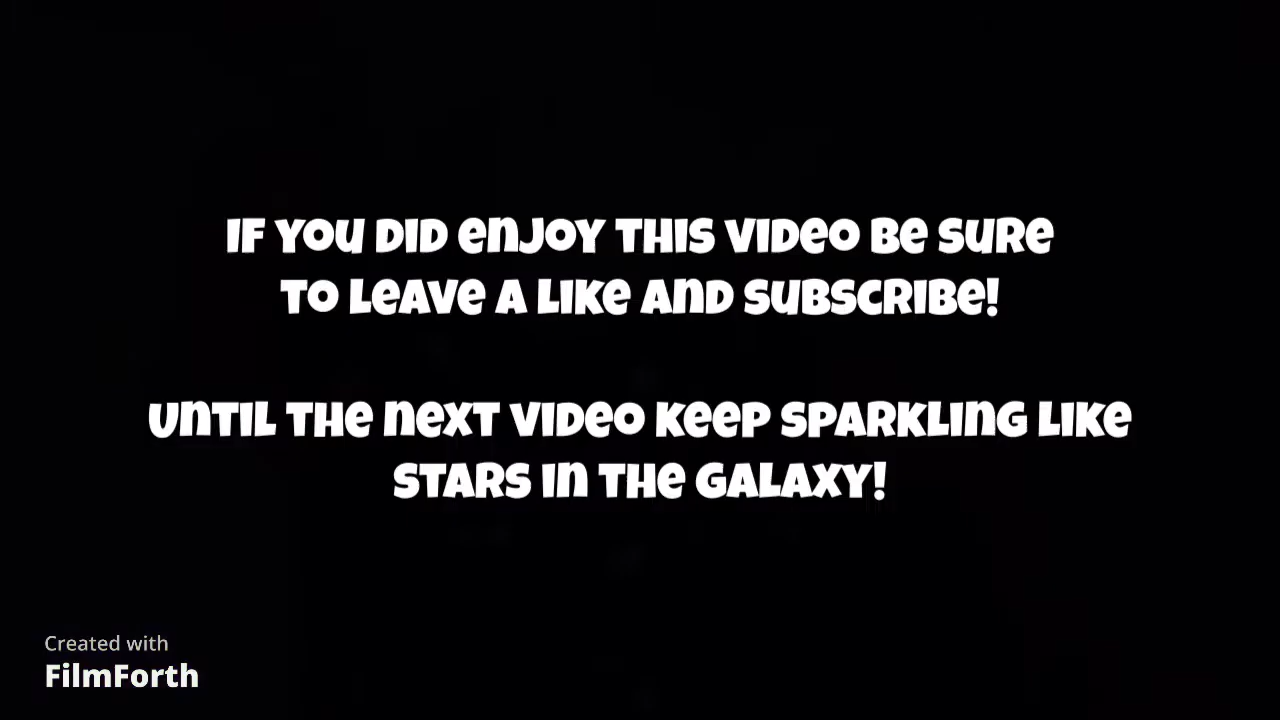 IF YOU DID ENJOY THIS VIDEO BE SURE
TO LEAVE A LIKE AND SUBSCRIBE!
UNTIL THE NEXT VIDEO KEEP SPARKLING LIKE
STARS IN THE GALAXY!
Created with
FilmForth